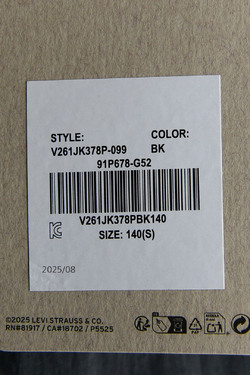 STYLE: COLOR:
V261JK378P-099 BK
91P678-G52
V261JK378PBK140
SIZE: 140(S)
2025/08
©2025 LEVI STRAUSS & CO.
RN#81917 / CA#18702 / P5525